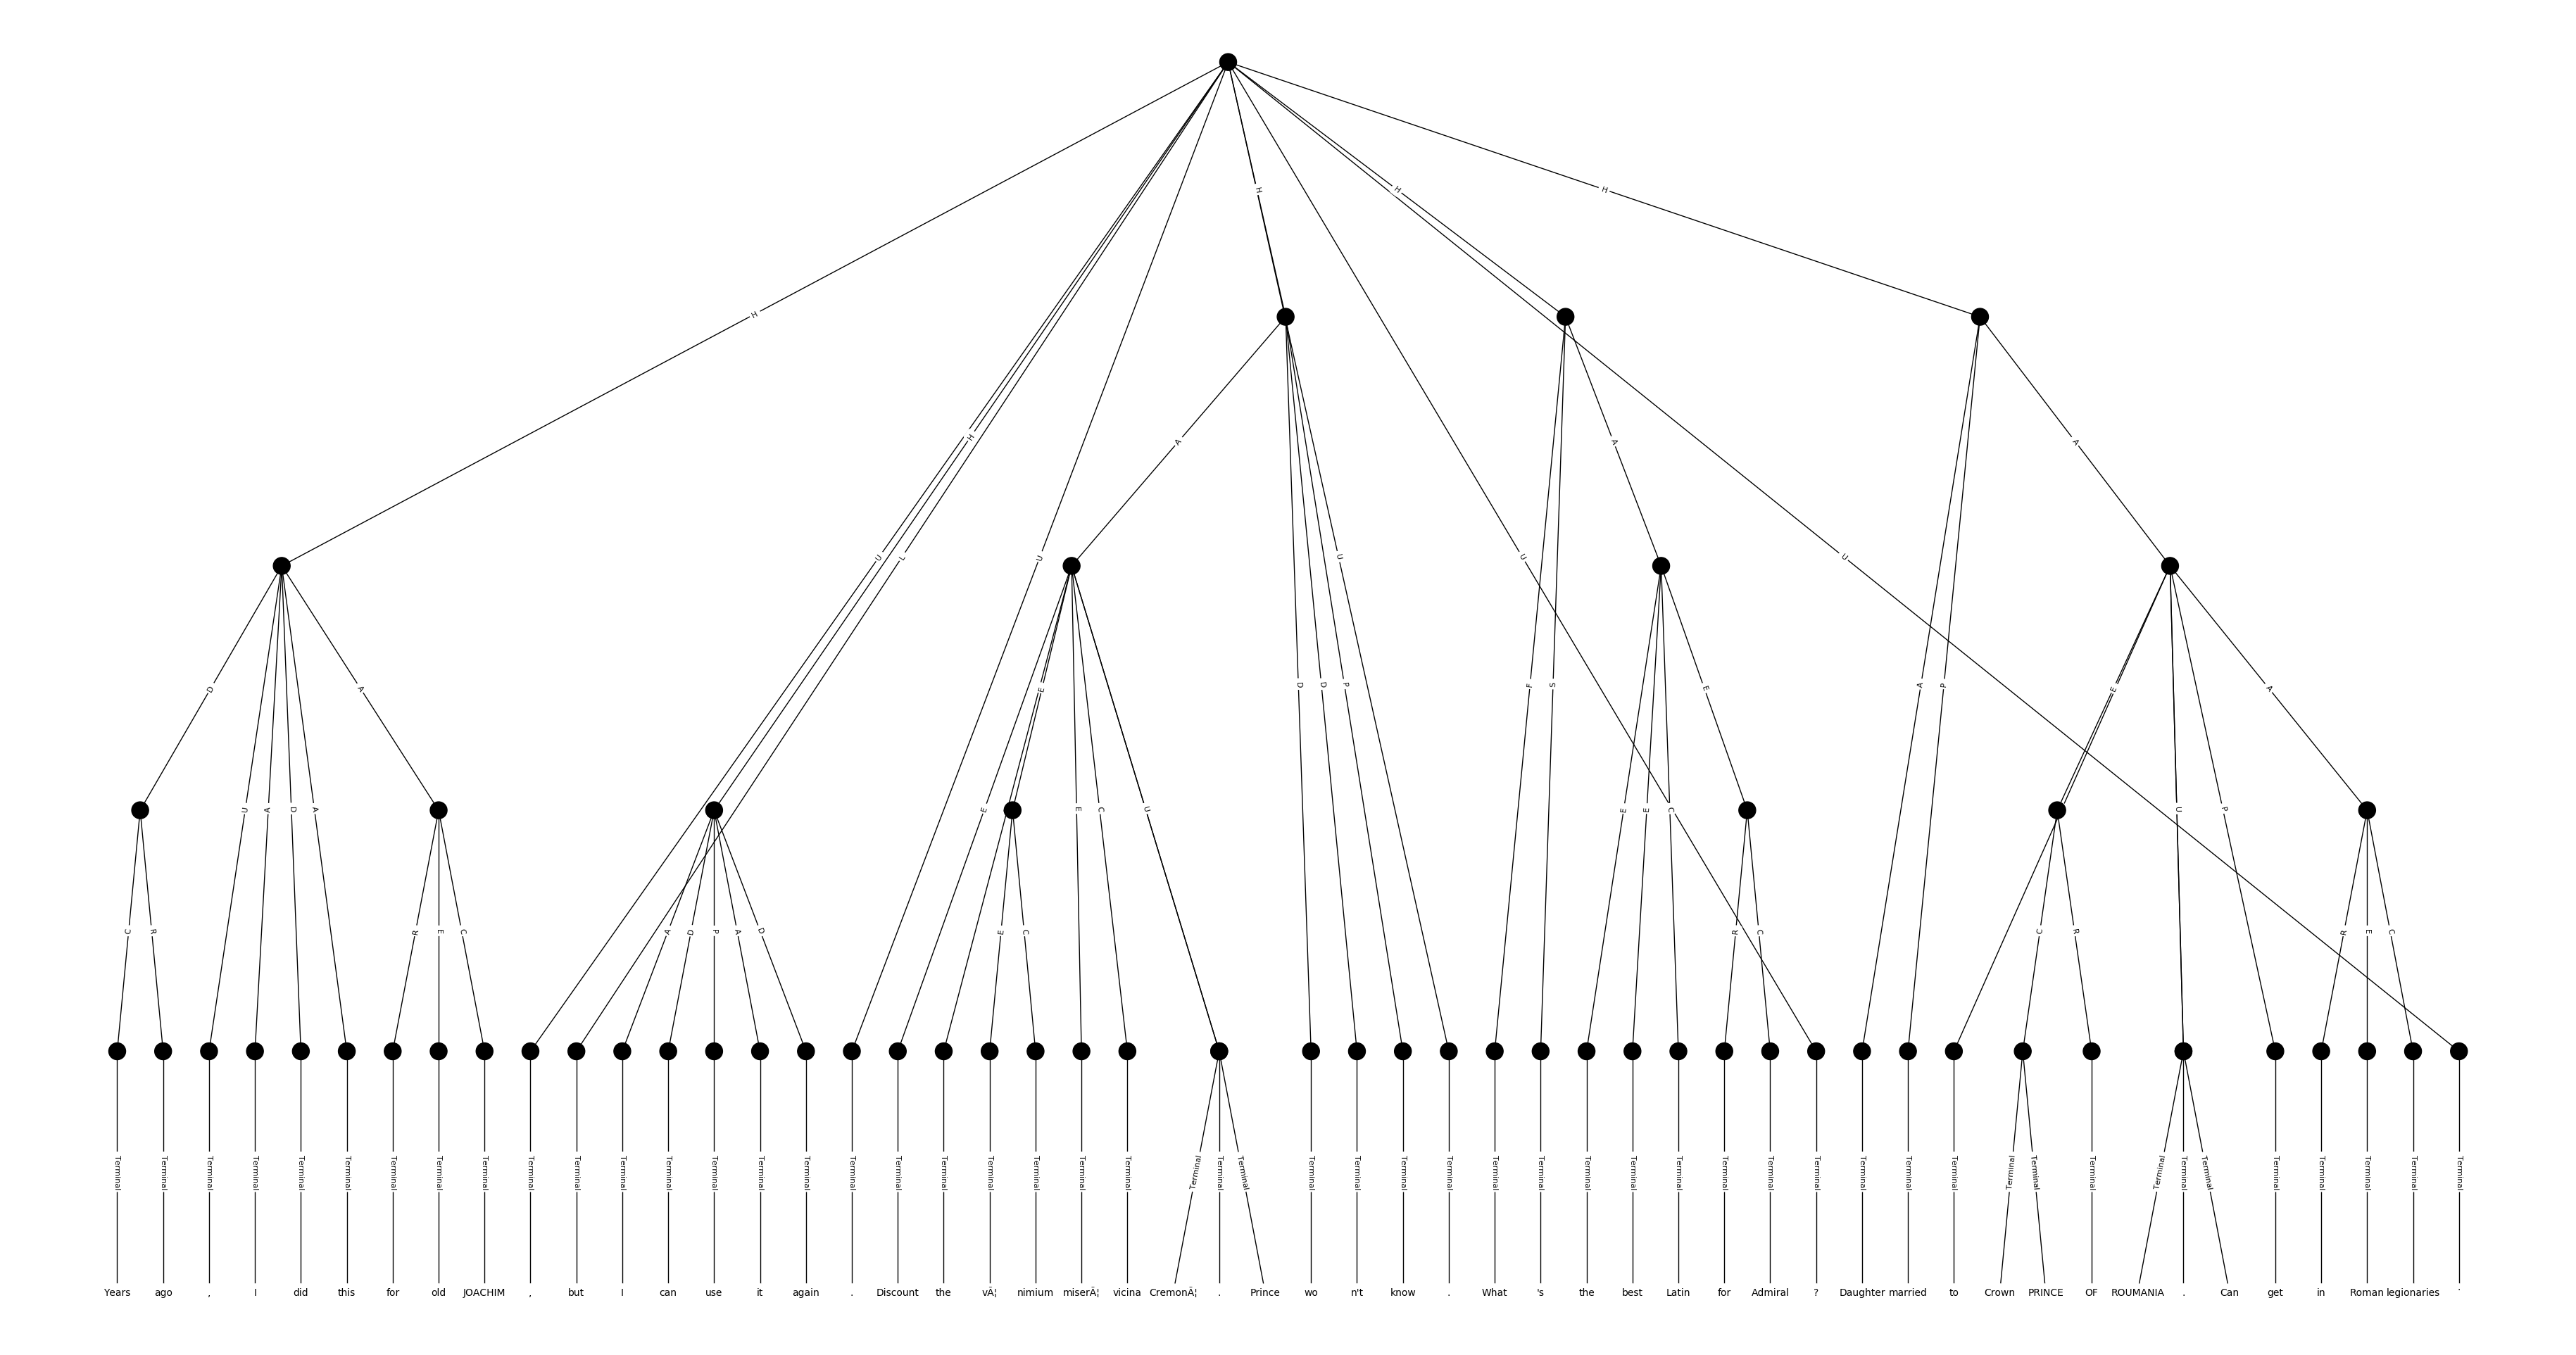 H H H H
U H L U U U
A A A
D A E U D D P U F S E A P E U P A
U A D A E E C E E C
C R R E C A D P A D E C R C C R R E C
Terminal Terminal Terminal Terminal Terminal Terminal Terminal Terminal Terminal Terminal Terminal Terminal Terminal Terminal Terminal Terminal Terminal Terminal Terminal Terminal Terminal Terminal Terminal Terminal Terminal Terminal Terminal Terminal Terminal Terminal Terminal Terminal Terminal Terminal Terminal Terminal Terminal Terminal Terminal Terminal Terminal Terminal Terminal Terminal Terminal Terminal Terminal Terminal Terminal Terminal Terminal Terminal
Years ago , I did this for old JOACHIM , but I can use it again . Discount the vÃ¦ nimium miserÃ¦ vicina CremonÃ¦ . Prince wo n't know . What 's the best Latin for Admiral ? Daughter married to Crown PRINCE OF ROUMANIA . Can get in Roman legionaries '